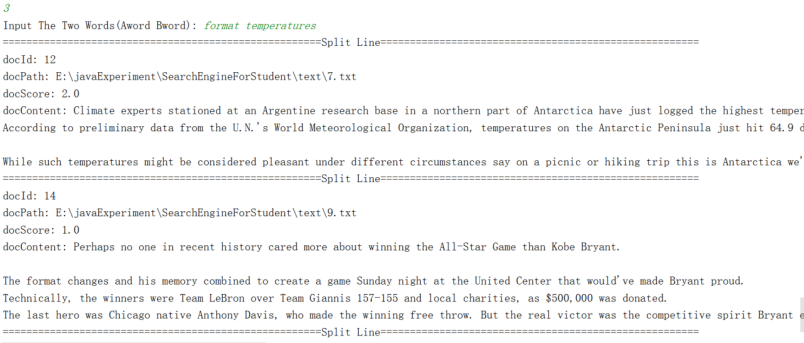 3
Input The Two Words(Aword Bword): format temperatures
======================================================Split Line======================================================
docId: 12
docPath: E:\javaExperiment\SearchEngineForStudent\text\7.txt
docScore: 2.0
docContent: Climate experts stationed at an Argentine research base in a northern part of Antarctica have just logged the highest temper
According to preliminary data from the U.N.'s World Meteorological Organization, temperatures on the Antarctic Peninsula just hit 64.9 d
While such temperatures might be considered pleasant under different circumstances say on a picnic or hiking trip this is Antarctica we'
======================================================Split Line======================================================
docId: 14
docPath: E:\javaExperiment\SearchEngineForStudent\text\9.txt
docScore: 1.0
docContent: Perhaps no one in recent history cared more about winning the All-Star Game than Kobe Bryant.
The format changes and his memory combined to create a game Sunday night at the United Center that would've made Bryant proud.
Technically, the winners were Team LeBron over Team Giannis 157-155 and local charities, as $500,000 was donated.
The last hero was Chicago native Anthony Davis, who made the winning free throw. But the real victor was the competitive spirit Bryant e
======================================================Split Line======================================================